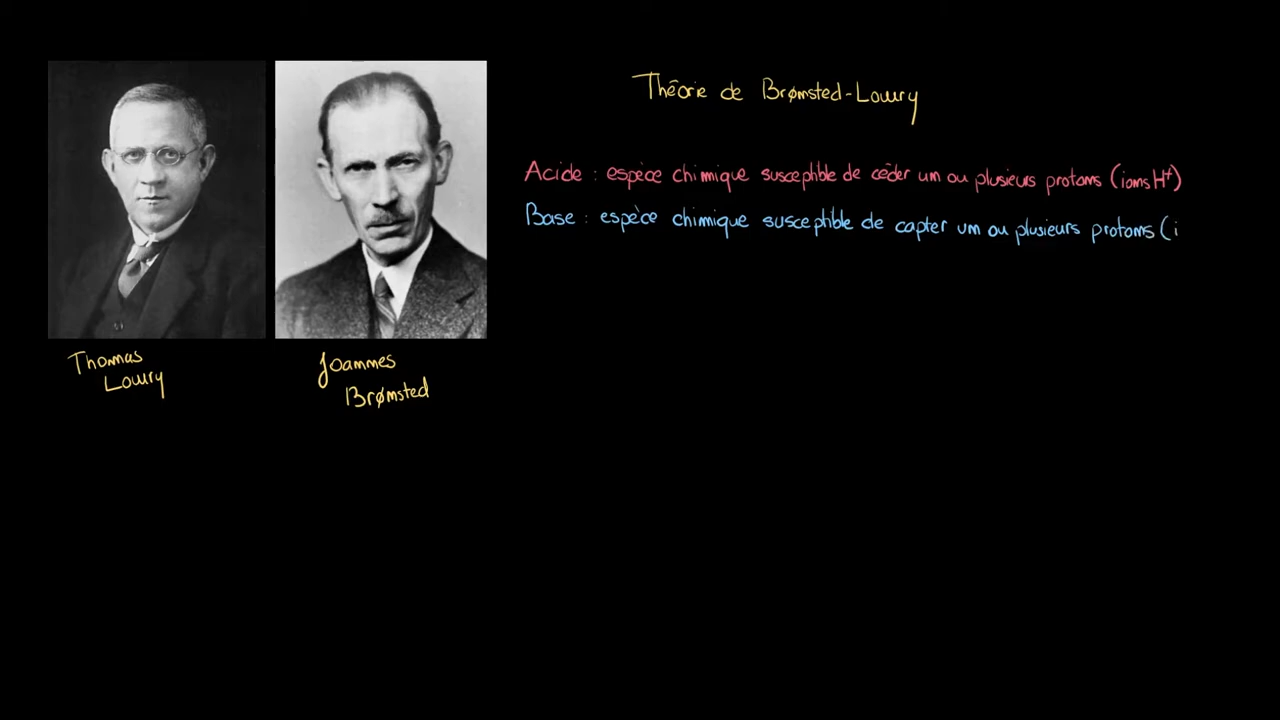 Théorie de Brønsted-Lowry
Acide : espèce chimique susceptible de céder un ou plusieurs protons (ions H⁺)
Base : espèce chimique susceptible de capter un ou plusieurs protons (i
Thomas
Lowry
Joannes
Brønsted